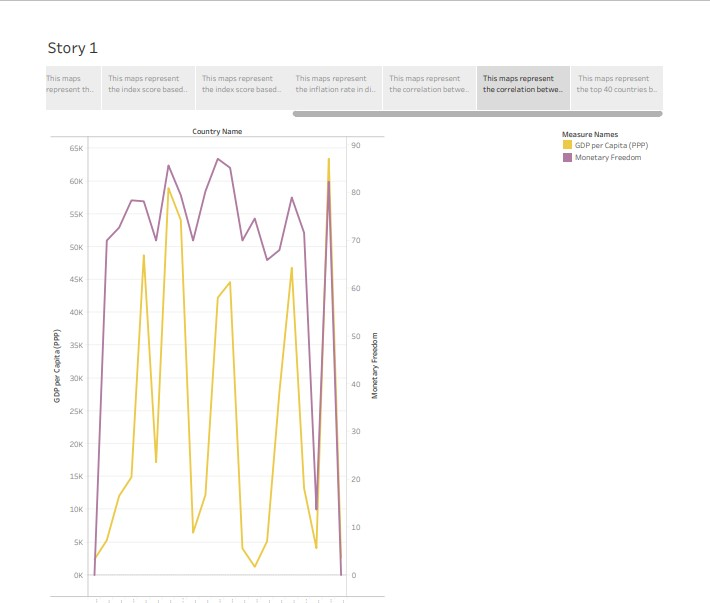 Story 1
This maps
represent th..
This maps represent
the index score based..
This maps represent
the index score based..
This maps represent
the inflation rate in di..
This maps represent
the correlation betwe..
This maps represent
the correlation betwe..
This maps represent
the top 40 countries b..
Country Name
Measure Names
GDP per Capita (PPP)
Monetary Freedom
65K
60K
55K
50K
45K
40K
35K
30K
25K
20K
15K
10K
5K
0K
GDP per Capita (PPP)
90
80
70
60
50
40
30
20
10
0
Monetary Freedom